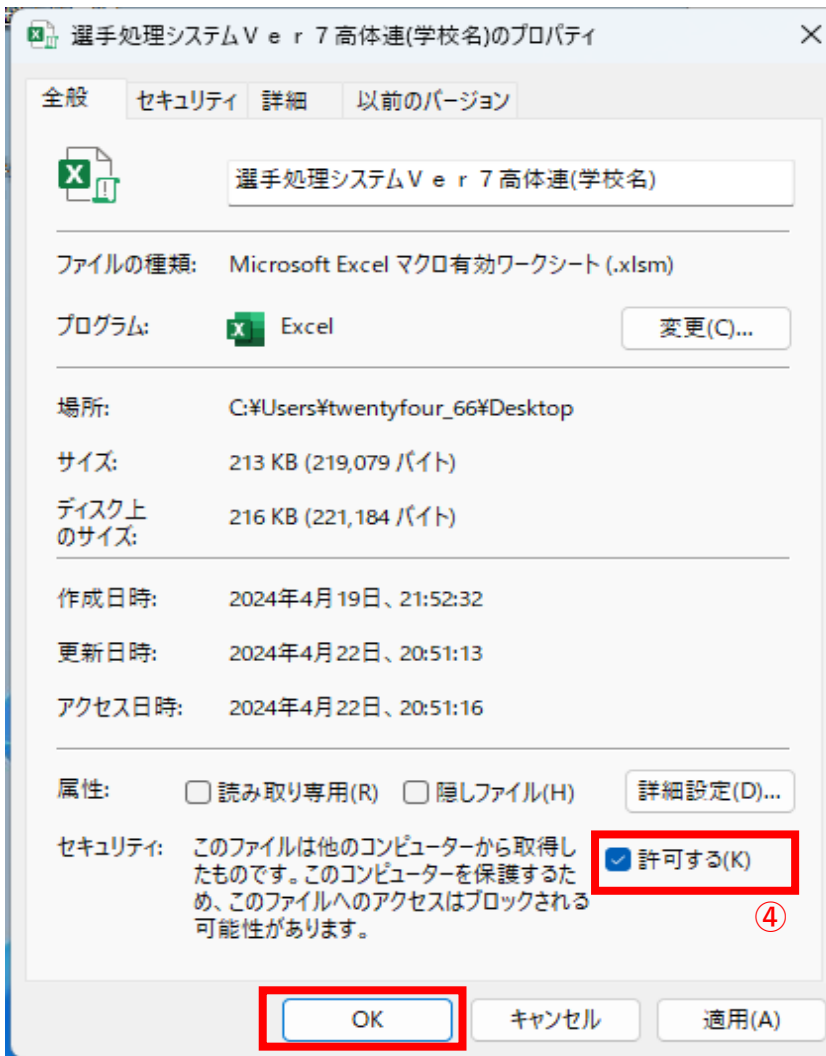 選手処理システムＶｅｒ７高体連(学校名)のプロパティ
全般 セキュリティ 詳細 以前のバージョン
選手処理システムＶｅｒ７高体連(学校名)
ファイルの種類: Microsoft Excel マクロ有効ワークシート (.xlsm)
プログラム: Excel 変更(C)...
場所: C:¥Users¥twentyfour_66¥Desktop
サイズ: 213 KB (219,079 バイト)
ディスク上
のサイズ: 216 KB (221,184 バイト)
作成日時: 2024年4月19日、21:52:32
更新日時: 2024年4月22日、20:51:13
アクセス日時: 2024年4月22日、20:51:16
属性: 読み取り専用(R) 隠しファイル(H) 詳細設定(D)...
セキュリティ: このファイルは他のコンピューターから取得し
たものです。このコンピューターを保護するた
め、このファイルへのアクセスはブロックされる
可能性があります。
許可する(K)
④
OK キャンセル 適用(A)